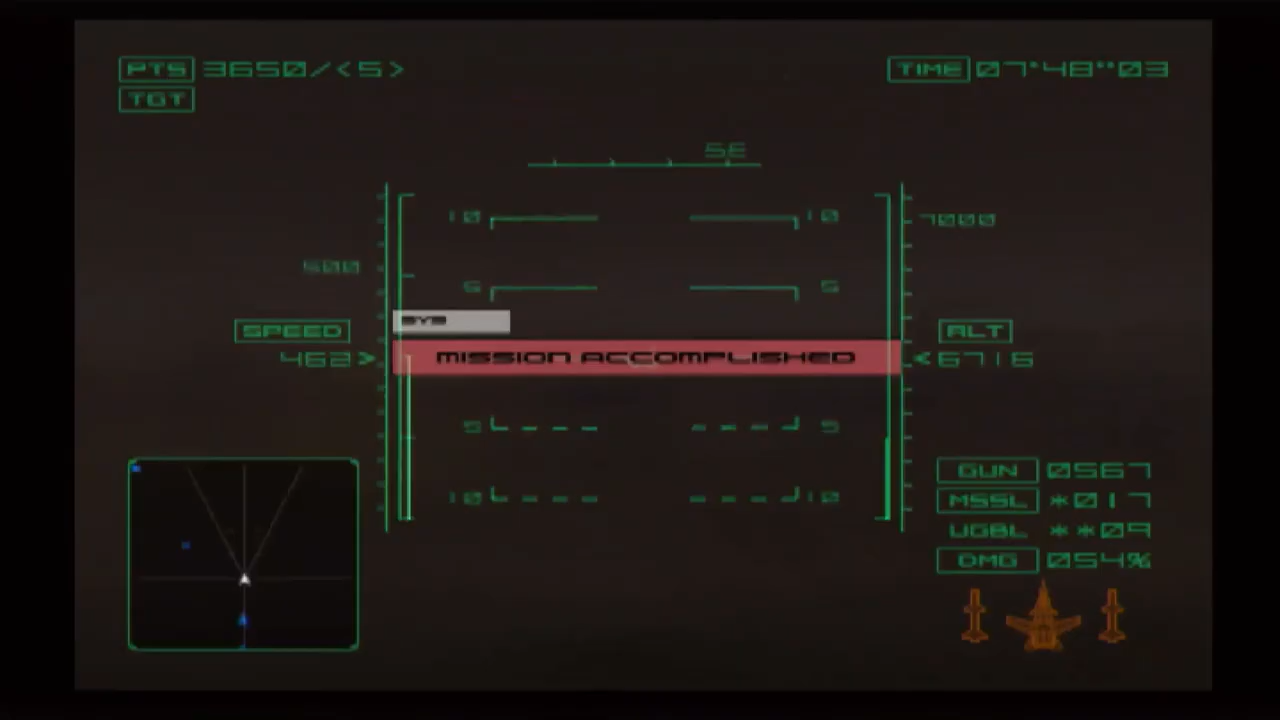 PTS 3650/<5> TIME 07'48"03
TGT
SE
10 10
7000
500
5 5
SYS
SPEED ALT
MISSION ACCOMPLISHED
462> <6716
5 5
GUN 0567
10 10
MSSL *017
UGBL **09
DMG 054%